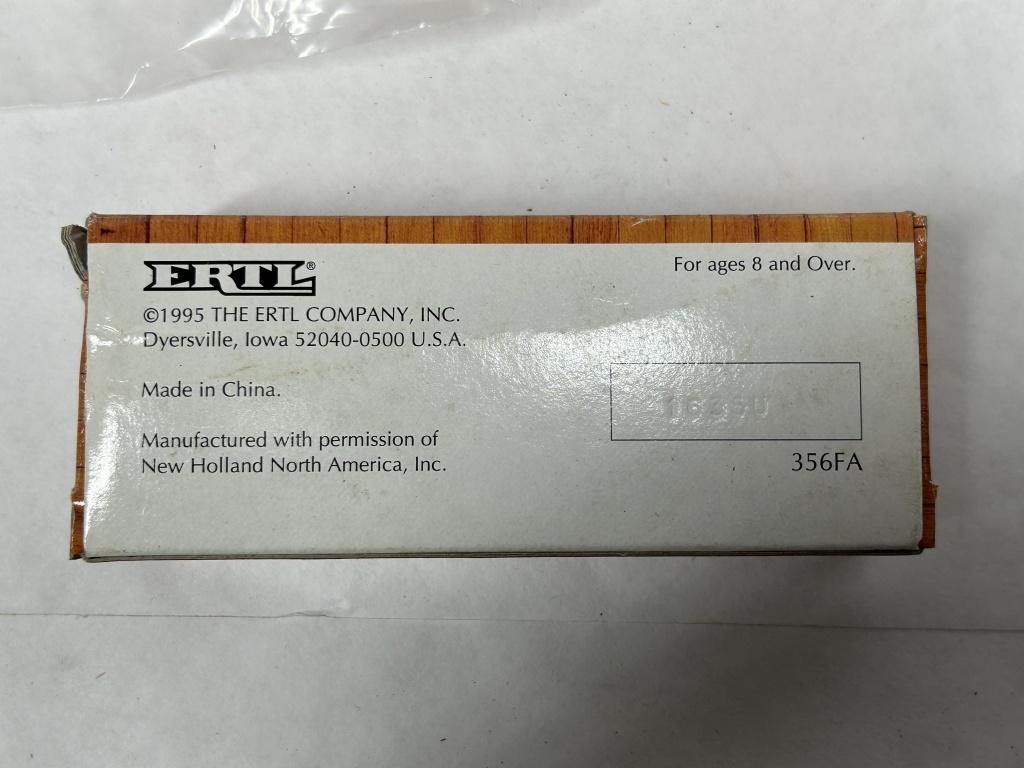 ERTL®
For ages 8 and Over.
©1995 THE ERTL COMPANY, INC.
Dyersville, Iowa 52040-0500 U.S.A.
Made in China.
Manufactured with permission of
New Holland North America, Inc.
356FA